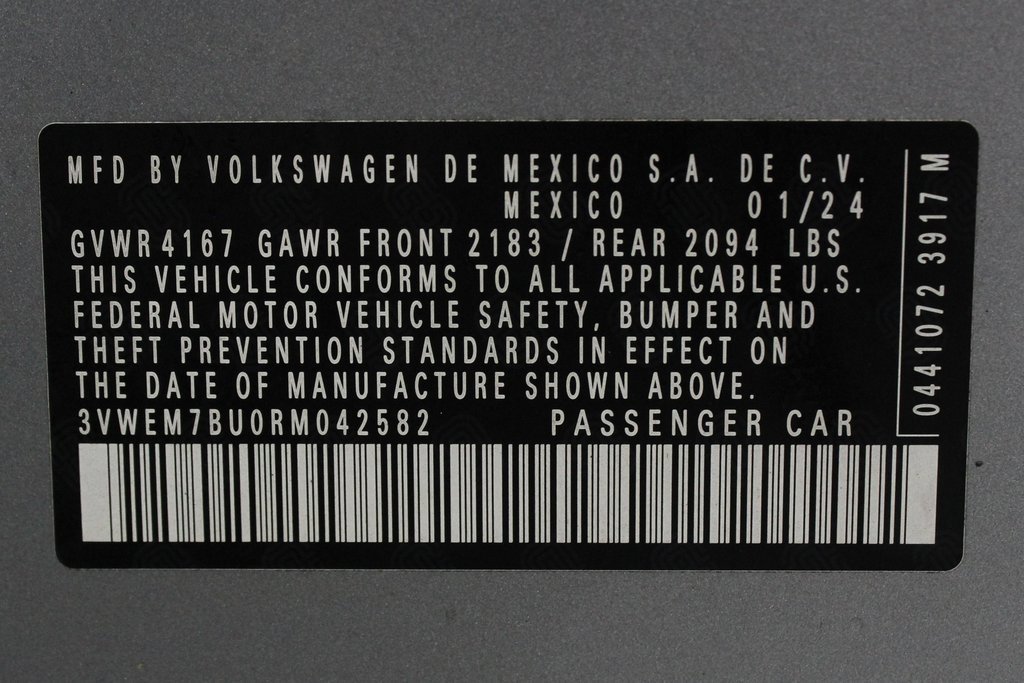 MFD BY VOLKSWAGEN DE MEXICO S.A. DE C.V.
MEXICO 01/24
GVWR 4167 GAWR FRONT 2183 / REAR 2094 LBS
THIS VEHICLE CONFORMS TO ALL APPLICABLE U.S.
FEDERAL MOTOR VEHICLE SAFETY, BUMPER AND
THEFT PREVENTION STANDARDS IN EFFECT ON
THE DATE OF MANUFACTURE SHOWN ABOVE.
3VWEM7BU0RM042582 PASSENGER CAR
0441072 3917 M